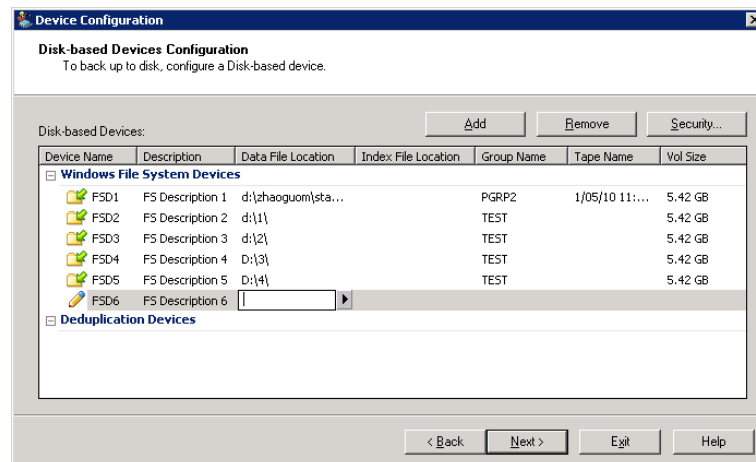 Device Configuration
Disk-based Devices Configuration
To back up to disk, configure a Disk-based device.
Disk-based Devices: Add Remove Security...
Device Name Description Data File Location Index File Location Group Name Tape Name Vol Size
Windows File System Devices
FSD1 FS Description 1 d:\zhaoguom\sta... PGRP2 1/05/10 11:... 5.42 GB
FSD2 FS Description 2 d:\1\ TEST 5.42 GB
FSD3 FS Description 3 d:\2\ TEST 5.42 GB
FSD4 FS Description 4 D:\3\ TEST 5.42 GB
FSD5 FS Description 5 D:\4\ TEST 5.42 GB
FSD6 FS Description 6
Deduplication Devices
< Back Next > Exit Help